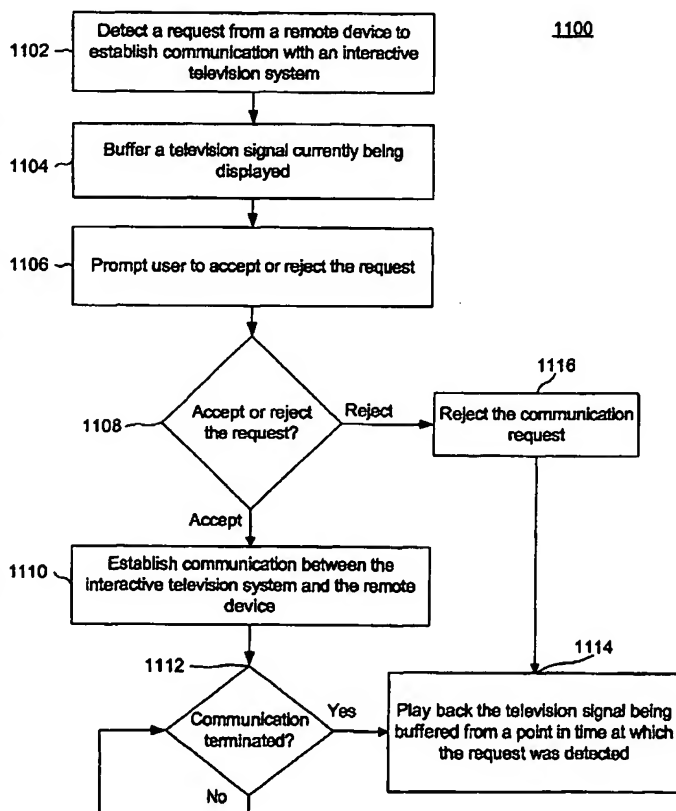 1100
1102
Detect a request from a remote device to
establish communication with an interactive
television system
1104
Buffer a television signal currently being
displayed
1106
Prompt user to accept or reject the request
1108
Accept or reject
the request?
Reject
1116
Reject the communication
request
Accept
1110
Establish communication between the
interactive television system and the remote
device
1112
Communication
terminated?
Yes
1114
Play back the television signal being
buffered from a point in time at which
the request was detected
No